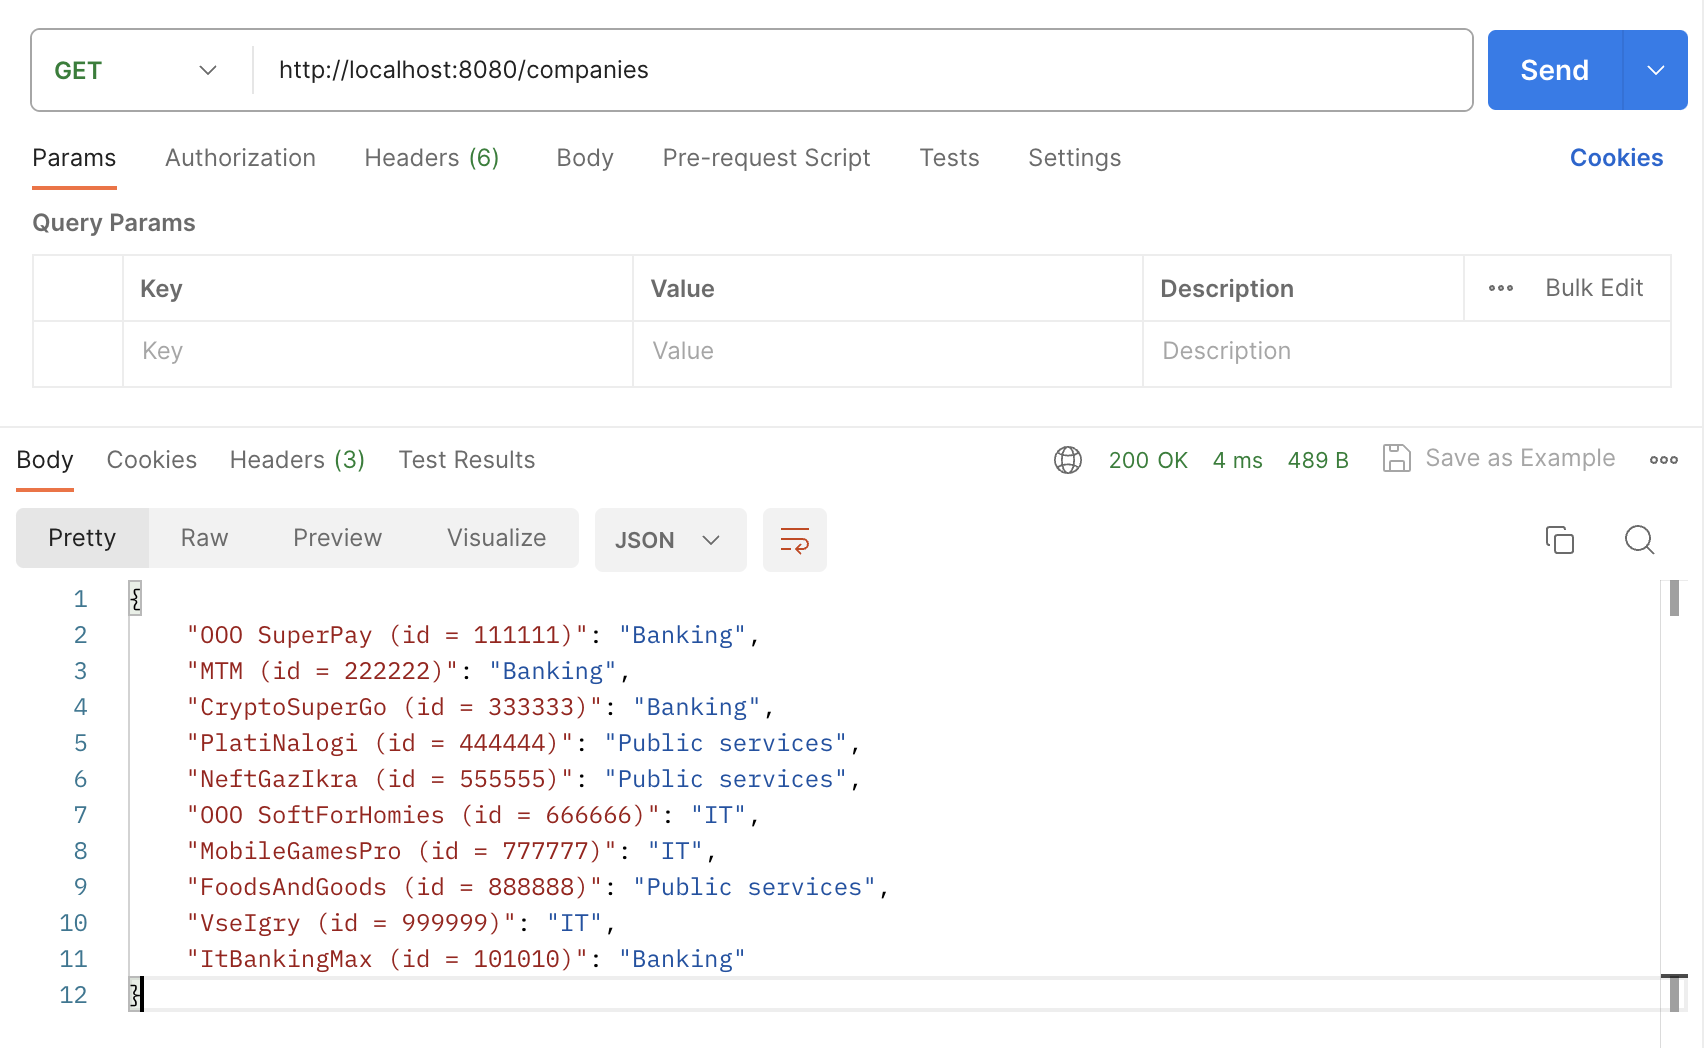 GET http://localhost:8080/companies Send
Params Authorization Headers (6) Body Pre-request Script Tests Settings Cookies
Query Params
Key Value Description Bulk Edit
Key Value Description
Body Cookies Headers (3) Test Results 200 OK 4 ms 489 B Save as Example
Pretty Raw Preview Visualize JSON
1 {
2 "OOO SuperPay (id = 111111)": "Banking",
3 "MTM (id = 222222)": "Banking",
4 "CryptoSuperGo (id = 333333)": "Banking",
5 "PlatiNalogi (id = 444444)": "Public services",
6 "NeftGazIkra (id = 555555)": "Public services",
7 "OOO SoftForHomies (id = 666666)": "IT",
8 "MobileGamesPro (id = 777777)": "IT",
9 "FoodsAndGoods (id = 888888)": "Public services",
10 "VseIgry (id = 999999)": "IT",
11 "ItBankingMax (id = 101010)": "Banking"
12 }